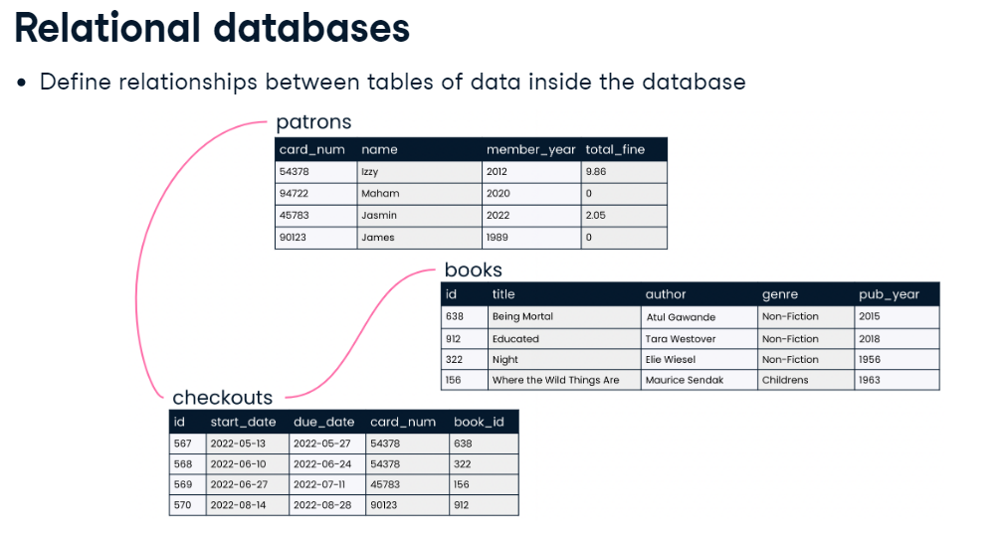 Relational databases
• Define relationships between tables of data inside the database
patrons
card_num name member_year total_fine
54378 Izzy 2012 9.86
94722 Maham 2020 0
45783 Jasmin 2022 2.05
90123 James 1989 0
books
id title author genre pub_year
638 Being Mortal Atul Gawande Non-Fiction 2015
912 Educated Tara Westover Non-Fiction 2018
322 Night Elie Wiesel Non-Fiction 1956
156 Where the Wild Things Are Maurice Sendak Childrens 1963
checkouts
id start_date due_date card_num book_id
567 2022-05-13 2022-05-27 54378 638
568 2022-06-10 2022-06-24 54378 322
569 2022-06-27 2022-07-11 45783 156
570 2022-08-14 2022-08-28 90123 912